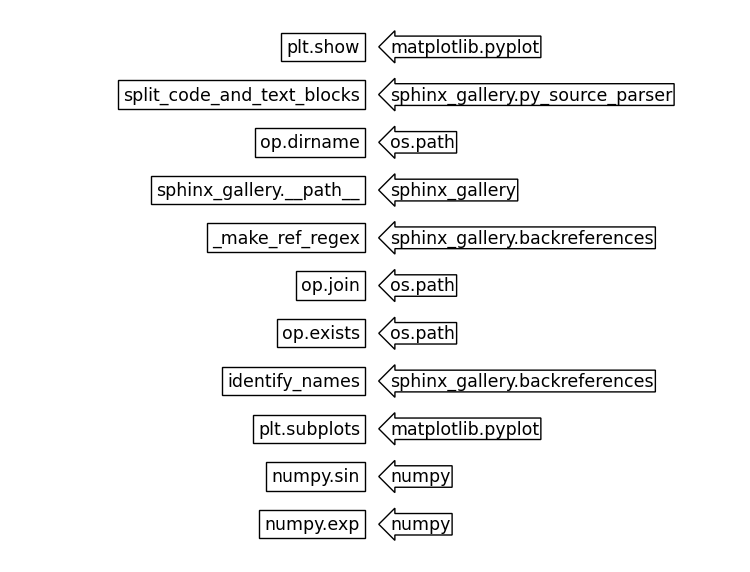 plt.show matplotlib.pyplot
split_code_and_text_blocks sphinx_gallery.py_source_parser
op.dirname os.path
sphinx_gallery.__path__ sphinx_gallery
_make_ref_regex sphinx_gallery.backreferences
op.join os.path
op.exists os.path
identify_names sphinx_gallery.backreferences
plt.subplots matplotlib.pyplot
numpy.sin numpy
numpy.exp numpy